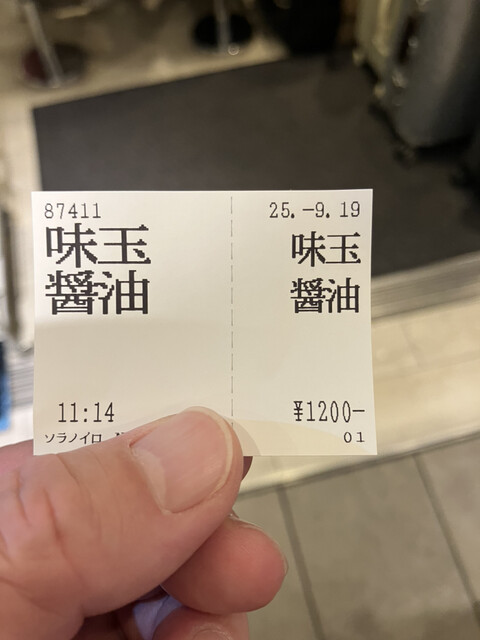 87411
味玉
醤油
11:14
ソラノイロ
25.-9.19
味玉
醤油
¥1200-
01